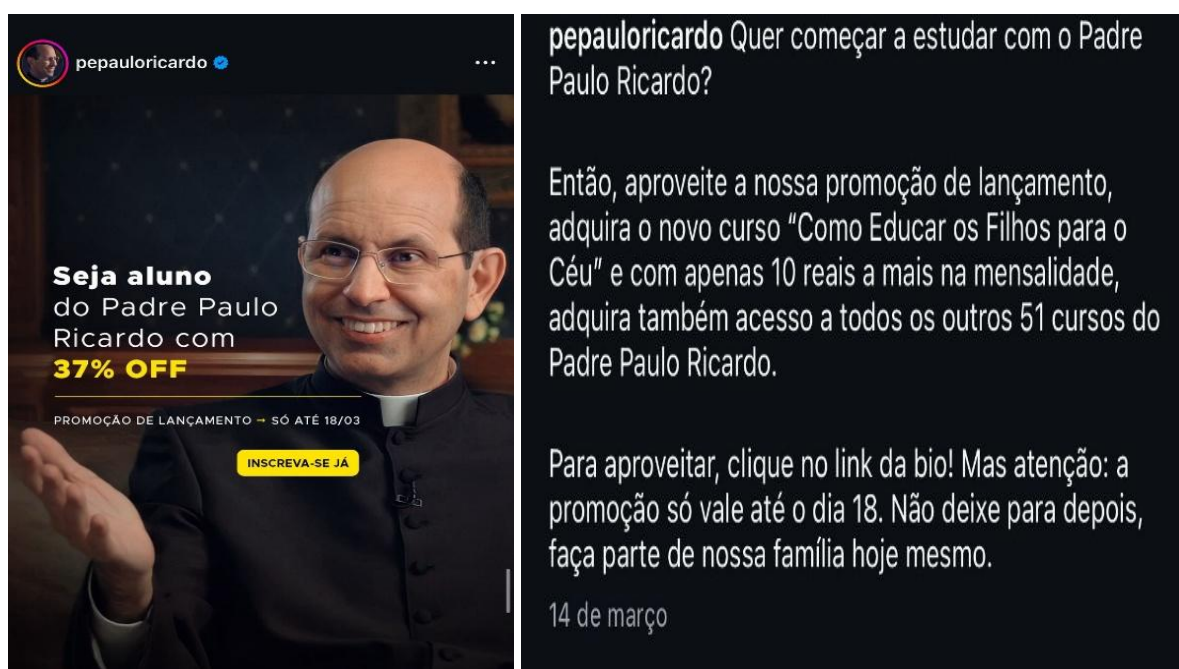 pepauloricardo
Seja aluno
do Padre Paulo
Ricardo com
37% OFF
PROMOÇÃO DE LANÇAMENTO → SÓ ATÉ 18/03
INSCREVA-SE JÁ
pepauloricardo Quer começar a estudar com o Padre
Paulo Ricardo?
Então, aproveite a nossa promoção de lançamento,
adquira o novo curso “Como Educar os Filhos para o
Céu” e com apenas 10 reais a mais na mensalidade,
adquira também acesso a todos os outros 51 cursos do
Padre Paulo Ricardo.
Para aproveitar, clique no link da bio! Mas atenção: a
promoção só vale até o dia 18. Não deixe para depois,
faça parte de nossa família hoje mesmo.
14 de março